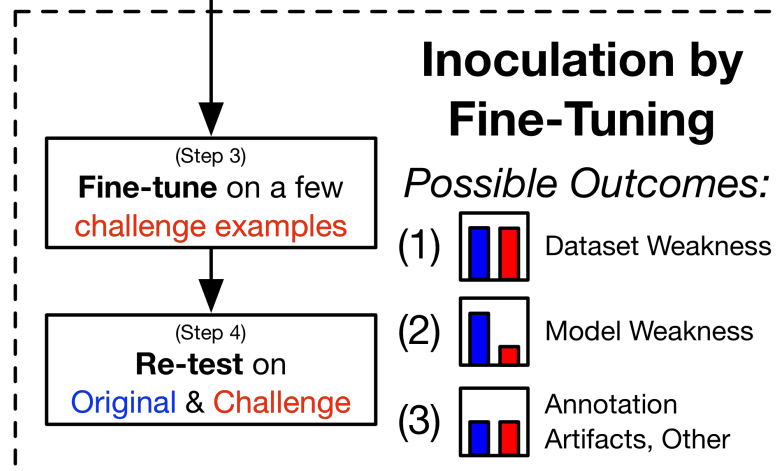 Inoculation by
Fine-Tuning
(Step 3)
Fine-tune on a few
challenge examples
(Step 4)
Re-test on
Original & Challenge
Possible Outcomes:
(1) Dataset Weakness
(2) Model Weakness
(3) Annotation
Artifacts, Other